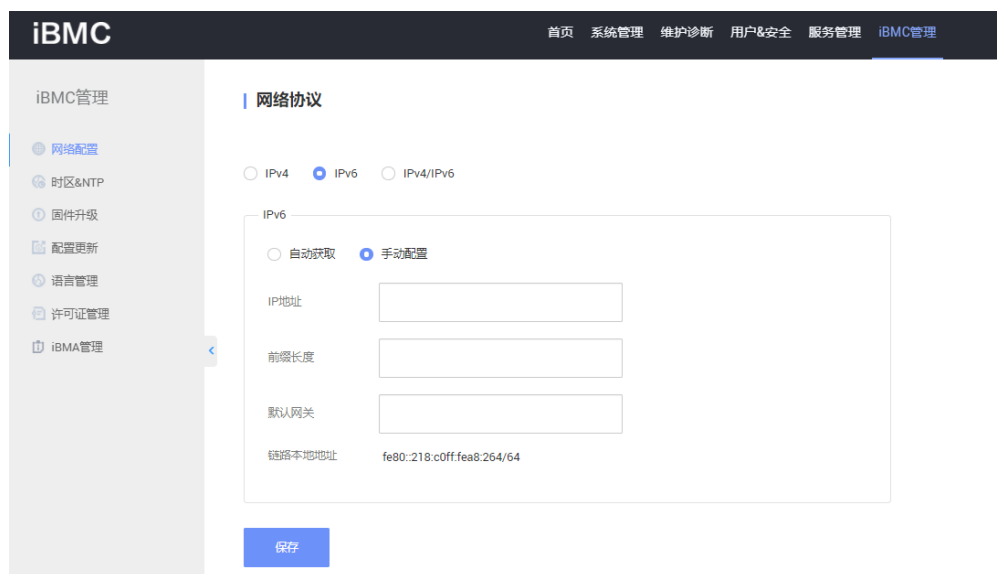 iBMC
首页 系统管理 维护诊断 用户&安全 服务管理 iBMC管理
iBMC管理
网络配置
时区&NTP
固件升级
配置更新
语言管理
许可证管理
iBMA管理
网络协议
IPv4 IPv6 IPv4/IPv6
IPv6
自动获取 手动配置
IP地址
前缀长度
默认网关
链路本地地址 fe80::218:c0ff:fea8:264/64
保存